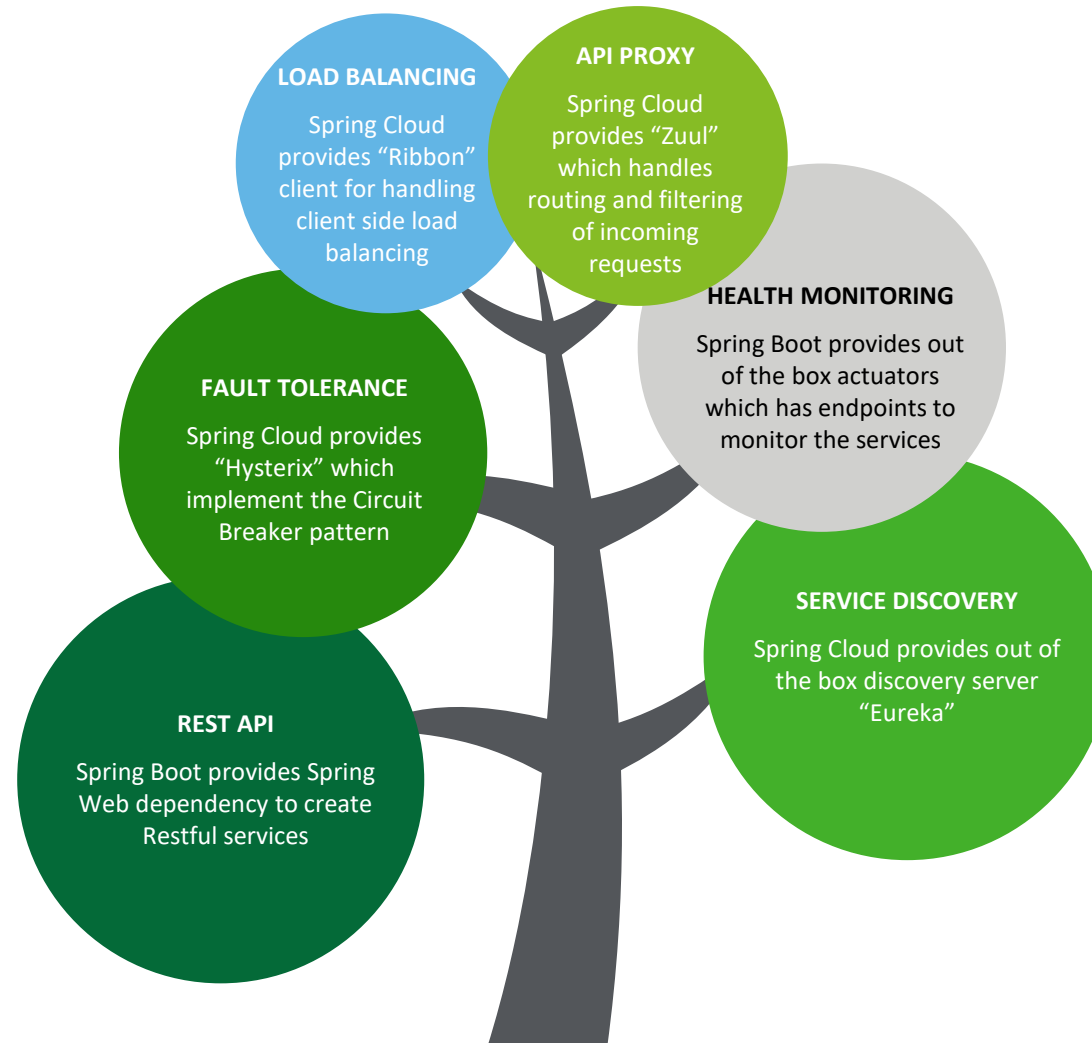 LOAD BALANCING
Spring Cloud
provides “Ribbon”
client for handling
client side load
balancing
API PROXY
Spring Cloud
provides “Zuul”
which handles
routing and filtering
of incoming
requests
HEALTH MONITORING
Spring Boot provides out
of the box actuators
which has endpoints to
monitor the services
FAULT TOLERANCE
Spring Cloud provides
“Hysterix” which
implement the Circuit
Breaker pattern
SERVICE DISCOVERY
Spring Cloud provides out of
the box discovery server
“Eureka”
REST API
Spring Boot provides Spring
Web dependency to create
Restful services